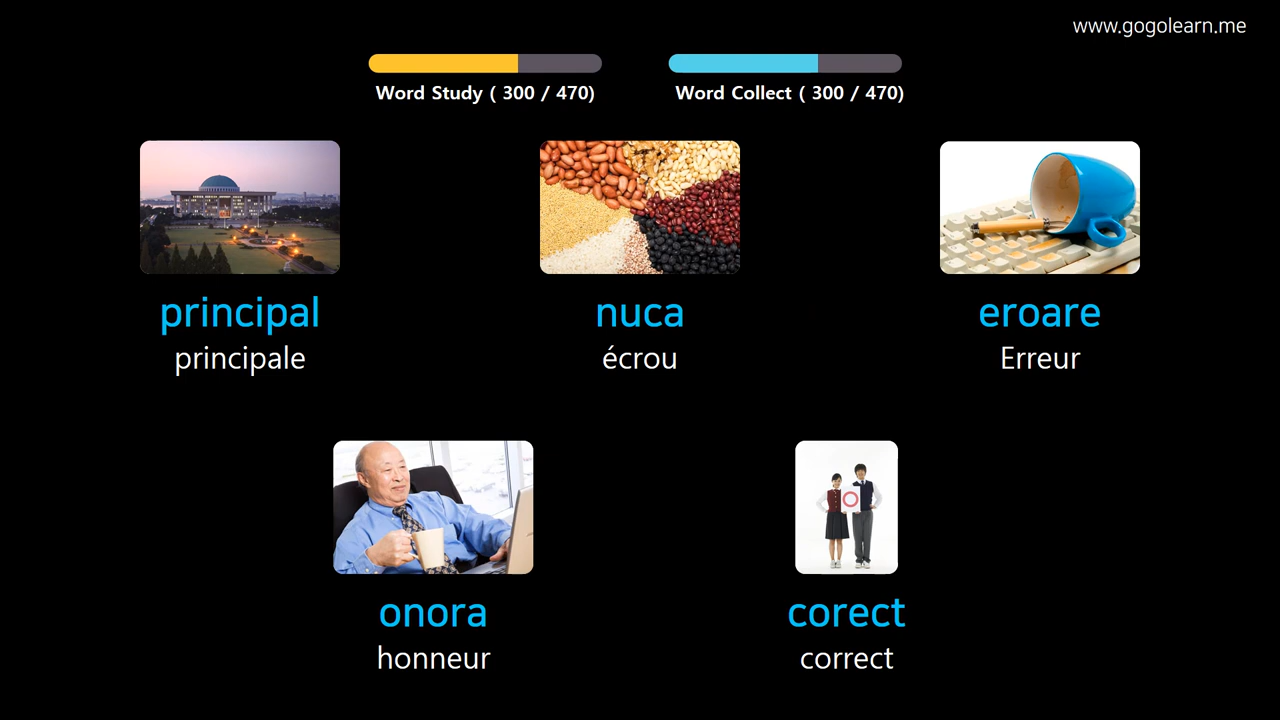 www.gogolearn.me
Word Study ( 300 / 470)
Word Collect ( 300 / 470)
principal
principale
nuca
écrou
eroare
Erreur
onora
honneur
corect
correct